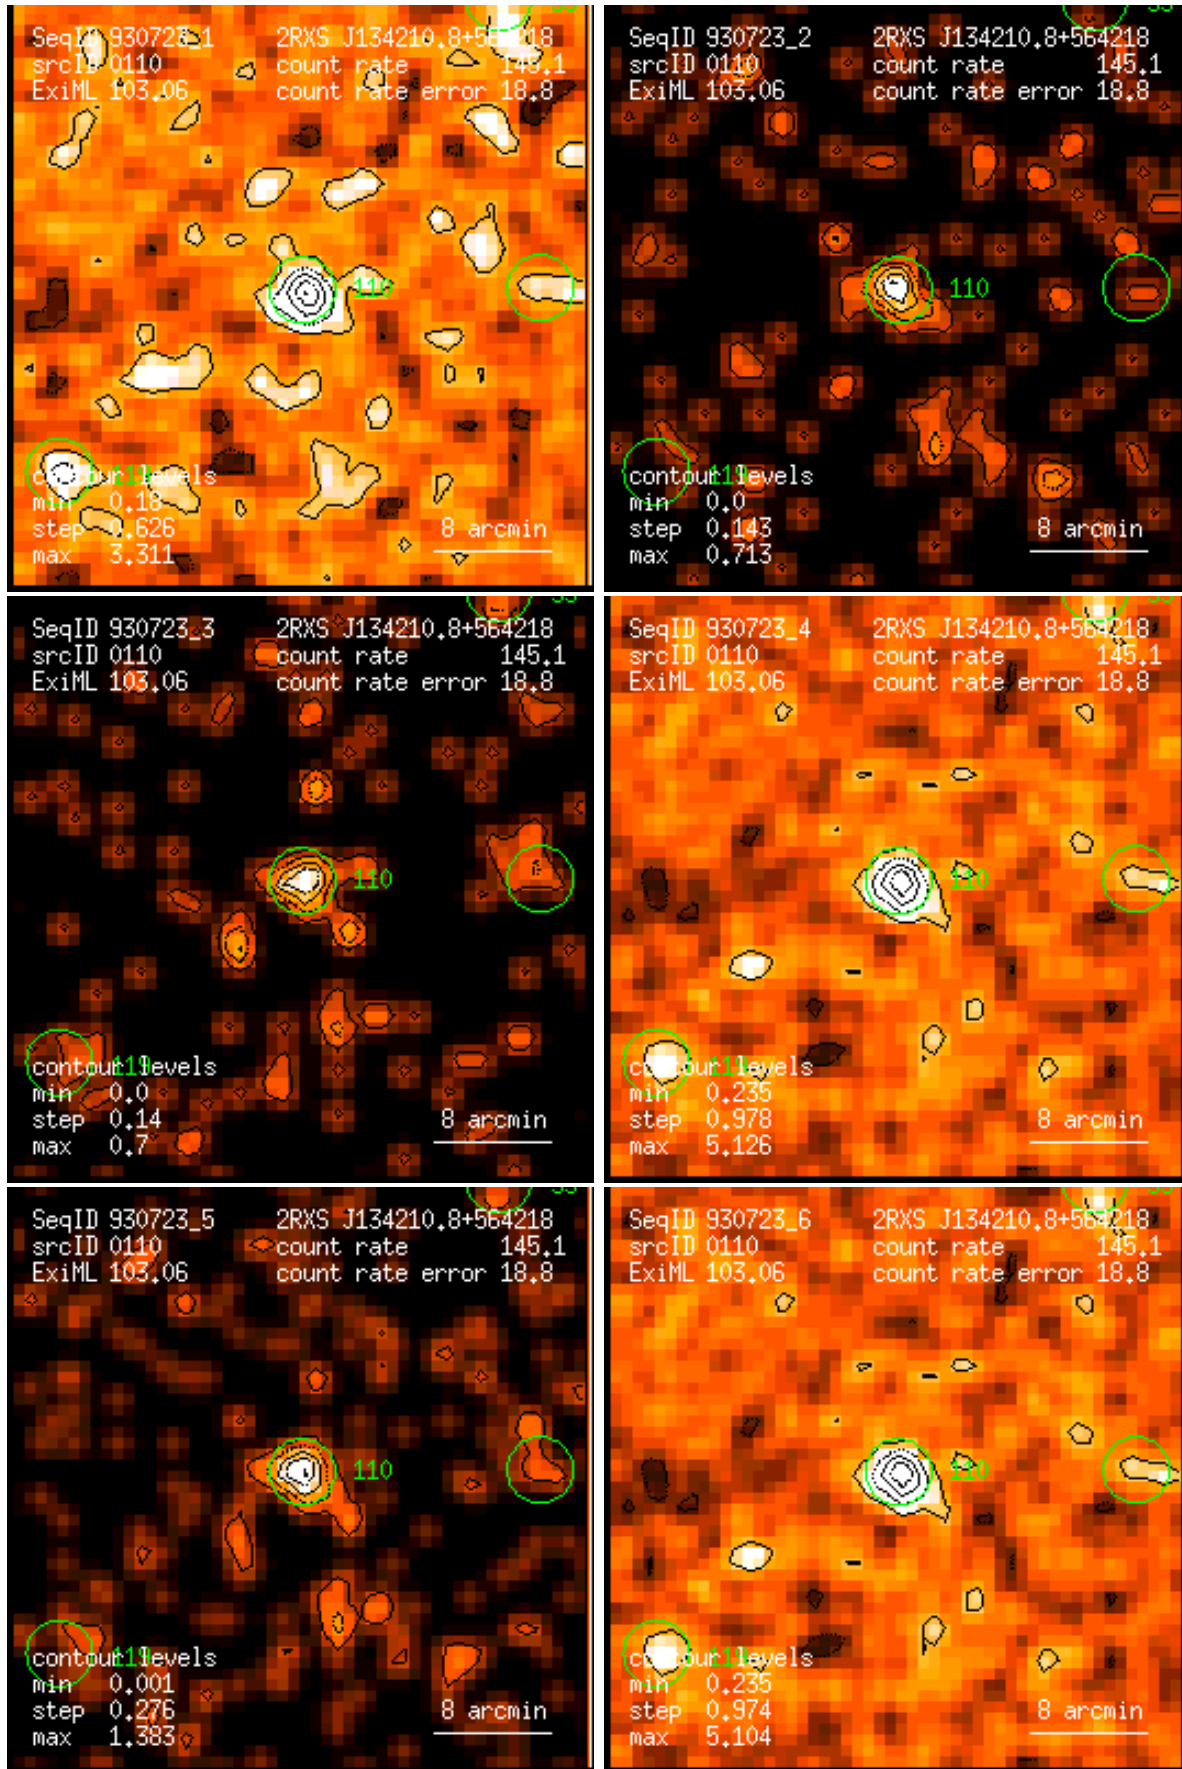 SeqID 930723_1 2RXS J134210.8+564218
srcID 0110 count rate 145.1
ExiML 103.06 count rate error 18.8
110
contour levels
min 0.18
step 0.626 8 arcmin
max 3.311
SeqID 930723_2 2RXS J134210.8+564218
srcID 0110 count rate 145.1
ExiML 103.06 count rate error 18.8
110
contour levels
min 0.0
step 0.143 8 arcmin
max 0.713
SeqID 930723_3 2RXS J134210.8+564218
srcID 0110 count rate 145.1
ExiML 103.06 count rate error 18.8
110
contour levels
min 0.0
step 0.14 8 arcmin
max 0.7
SeqID 930723_4 2RXS J134210.8+564218
srcID 0110 count rate 145.1
ExiML 103.06 count rate error 18.8
110
contour levels
min 0.235
step 0.978 8 arcmin
max 5.126
SeqID 930723_5 2RXS J134210.8+564218
srcID 0110 count rate 145.1
ExiML 103.06 count rate error 18.8
110
contour levels
min 0.001
step 0.276 8 arcmin
max 1.383
SeqID 930723_6 2RXS J134210.8+564218
srcID 0110 count rate 145.1
ExiML 103.06 count rate error 18.8
110
contour levels
min 0.235
step 0.974 8 arcmin
max 5.104